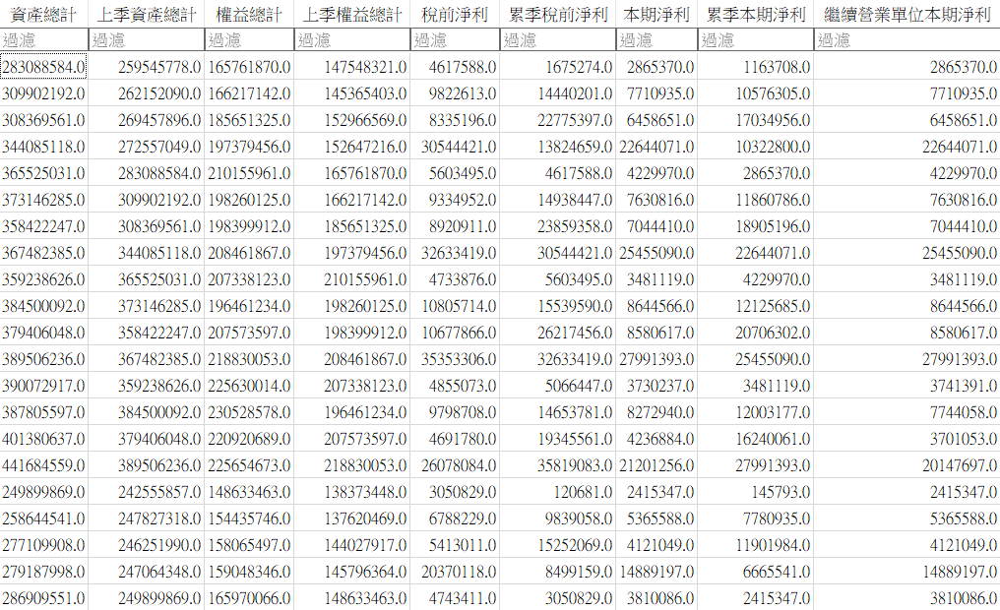 資產總計 上季資產總計 權益總計 上季權益總計 稅前淨利 累季稅前淨利 本期淨利 累季本期淨利 繼續營業單位本期淨利
過濾 過濾 過濾 過濾 過濾 過濾 過濾 過濾 過濾
283088584.0 259545778.0 165761870.0 147548321.0 4617588.0 1675274.0 2865370.0 1163708.0 2865370.0
309902192.0 262152090.0 166217142.0 145365403.0 9822613.0 14440201.0 7710935.0 10576305.0 7710935.0
308369561.0 269457896.0 185651325.0 152966569.0 8335196.0 22775397.0 6458651.0 17034956.0 6458651.0
344085118.0 272557049.0 197379456.0 152647216.0 30544421.0 13824659.0 22644071.0 10322800.0 22644071.0
365525031.0 283088584.0 210155961.0 165761870.0 5603495.0 4617588.0 4229970.0 2865370.0 4229970.0
373146285.0 309902192.0 198260125.0 166217142.0 9334952.0 14938447.0 7630816.0 11860786.0 7630816.0
358422247.0 308369561.0 198399912.0 185651325.0 8920911.0 23859358.0 7044410.0 18905196.0 7044410.0
367482385.0 344085118.0 208461867.0 197379456.0 32633419.0 30544421.0 25455090.0 22644071.0 25455090.0
359238626.0 365525031.0 207338123.0 210155961.0 4733876.0 5603495.0 3481119.0 4229970.0 3481119.0
384500092.0 373146285.0 196461234.0 198260125.0 10805714.0 15539590.0 8644566.0 12125685.0 8644566.0
379406048.0 358422247.0 207573597.0 198399912.0 10677866.0 26217456.0 8580617.0 20706302.0 8580617.0
389506236.0 367482385.0 218830053.0 208461867.0 35353306.0 32633419.0 27991393.0 25455090.0 27991393.0
390072917.0 359238626.0 225630014.0 207338123.0 4855073.0 5066447.0 3730237.0 3481119.0 3741391.0
387805597.0 384500092.0 230528578.0 196461234.0 9798708.0 14653781.0 8272940.0 12003177.0 7744058.0
401380637.0 379406048.0 220920689.0 207573597.0 4691780.0 19345561.0 4236884.0 16240061.0 3701053.0
441684559.0 389506236.0 225654673.0 218830053.0 26078084.0 35819083.0 21201256.0 27991393.0 20147697.0
249899869.0 242555857.0 148633463.0 138373448.0 3050829.0 120681.0 2415347.0 145793.0 2415347.0
258644541.0 247827318.0 154435746.0 137620469.0 6788229.0 9839058.0 5365588.0 7780935.0 5365588.0
277109908.0 246251990.0 158065497.0 144027917.0 5413011.0 15252069.0 4121049.0 11901984.0 4121049.0
279187998.0 247064348.0 159048346.0 145796364.0 20370118.0 8499159.0 14889197.0 6665541.0 14889197.0
286909551.0 249899869.0 165970066.0 148633463.0 4743411.0 3050829.0 3810086.0 2415347.0 3810086.0